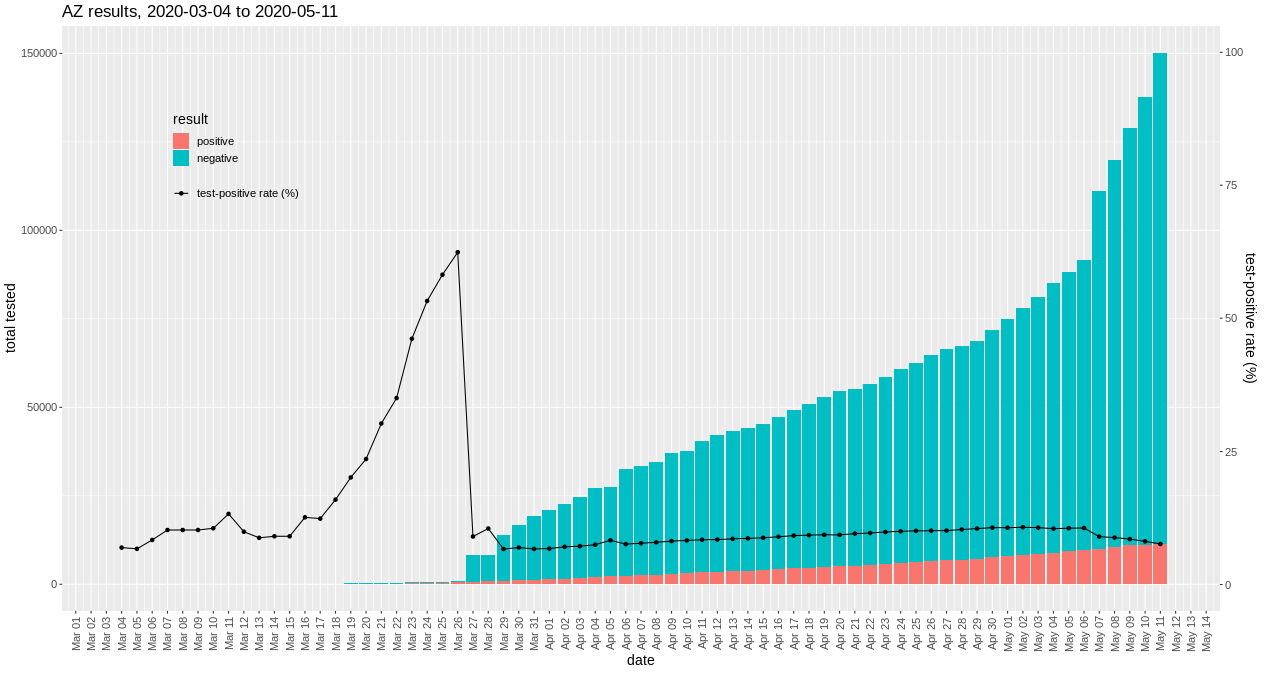 AZ results, 2020-03-04 to 2020-05-11
150000
100000
50000
0
total tested
result
positive
negative
test-positive rate (%)
100
75
50
25
0
test-positive rate (%)
Mar 01
Mar 02
Mar 03
Mar 04
Mar 05
Mar 06
Mar 07
Mar 08
Mar 09
Mar 10
Mar 11
Mar 12
Mar 13
Mar 14
Mar 15
Mar 16
Mar 17
Mar 18
Mar 19
Mar 20
Mar 21
Mar 22
Mar 23
Mar 24
Mar 25
Mar 26
Mar 27
Mar 28
Mar 29
Mar 30
Mar 31
Apr 01
Apr 02
Apr 03
Apr 04
Apr 05
Apr 06
Apr 07
Apr 08
Apr 09
Apr 10
Apr 11
Apr 12
Apr 13
Apr 14
Apr 15
Apr 16
Apr 17
Apr 18
Apr 19
Apr 20
Apr 21
Apr 22
Apr 23
Apr 24
Apr 25
Apr 26
Apr 27
Apr 28
Apr 29
Apr 30
May 01
May 02
May 03
May 04
May 05
May 06
May 07
May 08
May 09
May 10
May 11
May 12
May 13
May 14
date